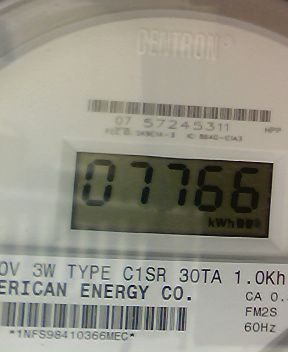 CENTRON®
07 57245311
HPP
07766
kWh
0V 3W TYPE C1SR 30TA 1.0Kh
ERICAN ENERGY CO.
CA 0.
FM2S
60Hz
*1NFS98410366MEC*